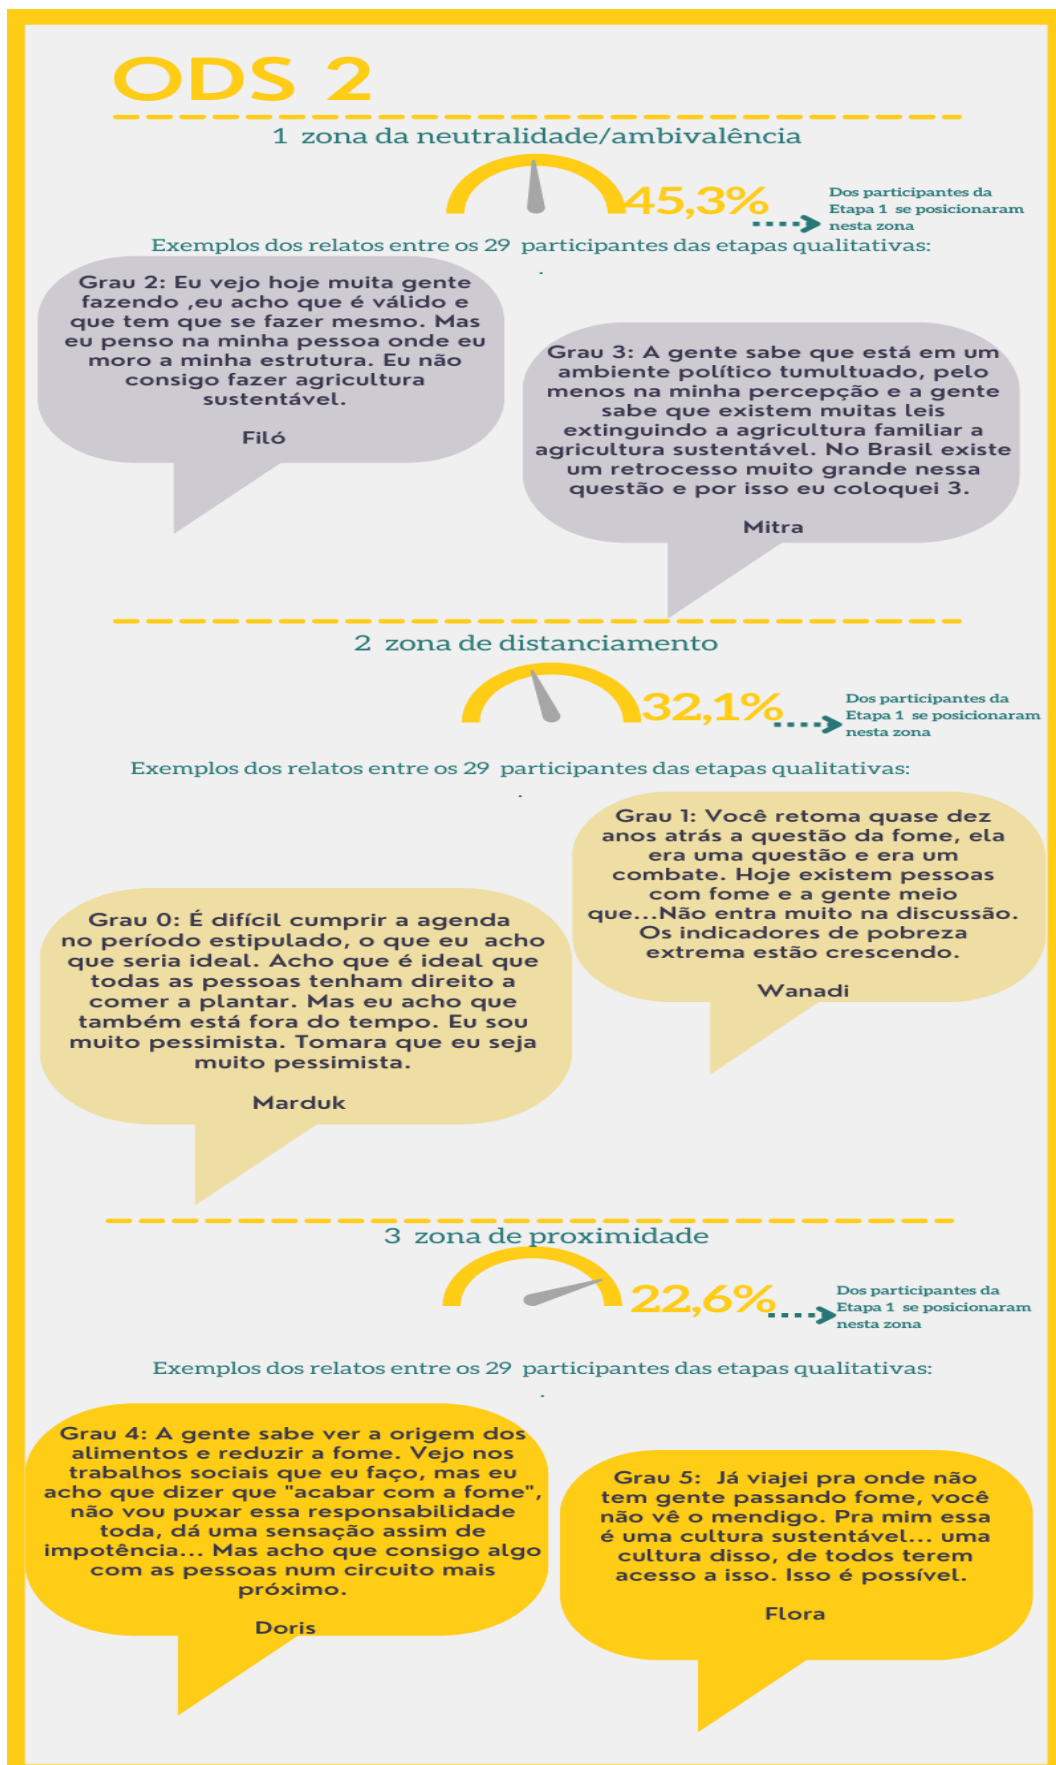 ODS 2
1 zona da neutralidade/ambivalência
45,3%
Dos participantes da
Etapa 1 se posicionaram
nesta zona
Exemplos dos relatos entre os 29 participantes das etapas qualitativas:
.
Grau 2: Eu vejo hoje muita gente
fazendo ,eu acho que é válido e
que tem que se fazer mesmo. Mas
eu penso na minha pessoa onde eu
moro a minha estrutura. Eu não
consigo fazer agricultura
sustentável.
Filó
Grau 3: A gente sabe que está em um
ambiente político tumultuado, pelo
menos na minha percepção e a gente
sabe que existem muitas leis
extinguindo a agricultura familiar a
agricultura sustentável. No Brasil existe
um retrocesso muito grande nessa
questão e por isso eu coloquei 3.
Mitra
2 zona de distanciamento
32,1%
Dos participantes da
Etapa 1 se posicionaram
nesta zona
Exemplos dos relatos entre os 29 participantes das etapas qualitativas:
.
Grau 1: Você retoma quase dez
anos atrás a questão da fome, ela
era uma questão e era um
combate. Hoje existem pessoas
com fome e a gente meio
que...Não entra muito na discussão.
Os indicadores de pobreza
extrema estão crescendo.
Wanadi
Grau 0: É difícil cumprir a agenda
no período estipulado, o que eu acho
que seria ideal. Acho que é ideal que
todas as pessoas tenham direito a
comer a plantar. Mas eu acho que
também está fora do tempo. Eu sou
muito pessimista. Tomara que eu seja
muito pessimista.
Marduk
3 zona de proximidade
22,6%
Dos participantes da
Etapa 1 se posicionaram
nesta zona
Exemplos dos relatos entre os 29 participantes das etapas qualitativas:
.
Grau 4: A gente sabe ver a origem dos
alimentos e reduzir a fome. Vejo nos
trabalhos sociais que eu faço, mas eu
acho que dizer que "acabar com a fome",
não vou puxar essa responsabilidade
toda, dá uma sensação assim de
impotência... Mas acho que consigo algo
com as pessoas num circuito mais
próximo.
Doris
Grau 5: Já viajei pra onde não
tem gente passando fome, você
não vê o mendigo. Pra mim essa
é uma cultura sustentável... uma
cultura disso, de todos terem
acesso a isso. Isso é possível.
Flora